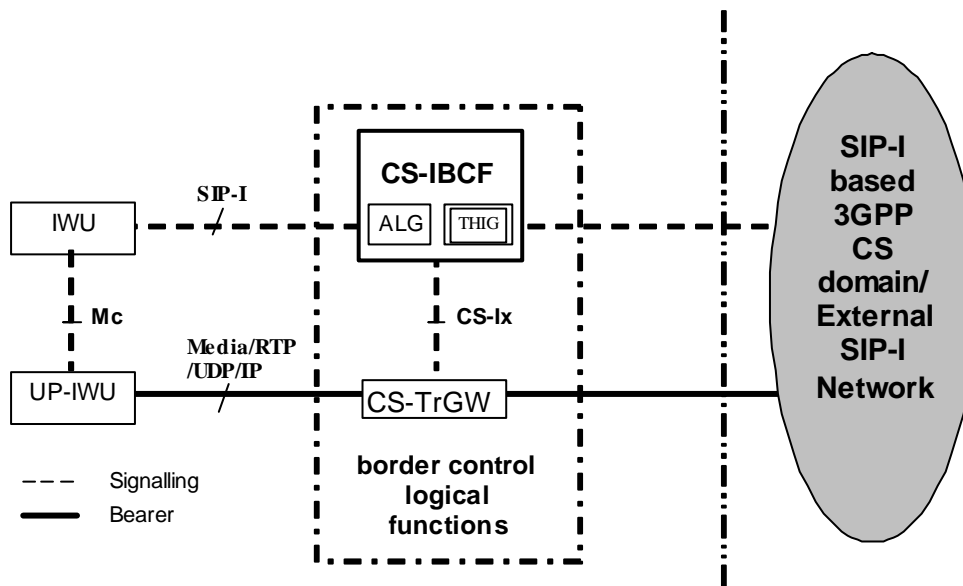 SIP-I
IWU
Mc
UP-IWU
Media/RTP
/UDP/IP
CS-IBCF
ALG
THIG
CS-Ix
CS-TrGW
border control
logical
functions
SIP-I
based
3GPP
CS
domain/
External
SIP-I
Network
Signalling
Bearer